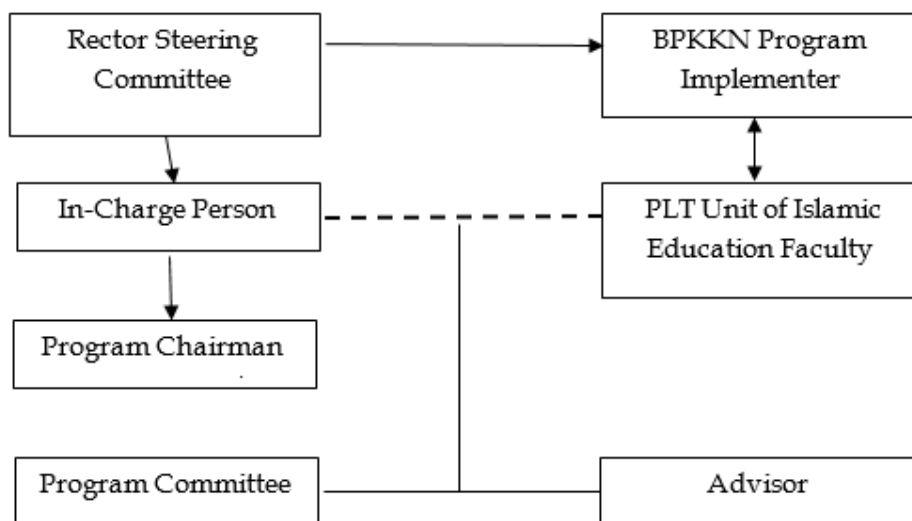 Rector Steering
Committee
BPKKN Program
Implementer
In-Charge Person
PLT Unit of Islamic
Education Faculty
Program Chairman
Program Committee
Advisor